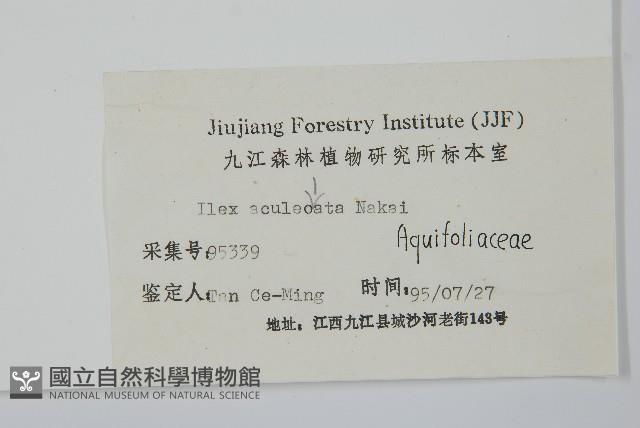 Jiujiang Forestry Institute (JJF)
九江森林植物研究所标本室
Ilex aculeoata Nakai
Aquifoliaceae
采集号:95339
鉴定人:Tan Ce-Ming 时间:95/07/27
地址: 江西九江县城沙河老街143号
國立自然科學博物館
NATIONAL MUSEUM OF NATURAL SCIENCE